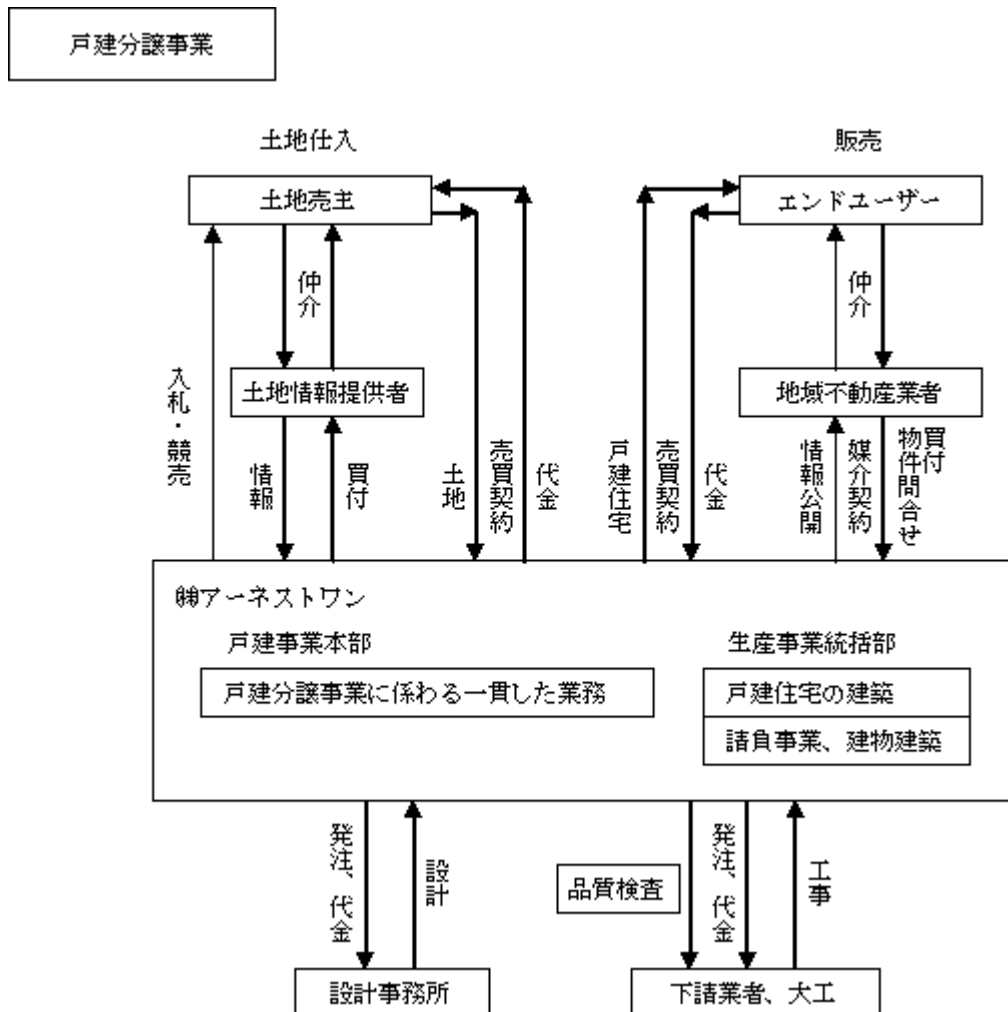 戸建分譲事業
土地仕入
販売
土地売主
エンドユーザー
仲介
仲介
土地情報提供者
地域不動産業者
入札・競売
情報
買付
土地
売買契約
代金
戸建住宅
売買契約
代金
情報公開
媒介契約
買付
物件問合せ
㈱アーネストワン
戸建事業本部
生産事業統括部
戸建分譲事業に係わる一貫した業務
戸建住宅の建築
請負事業、建物建築
発注、代金
設計
品質検査
発注、代金
工事
設計事務所
下請業者、大工